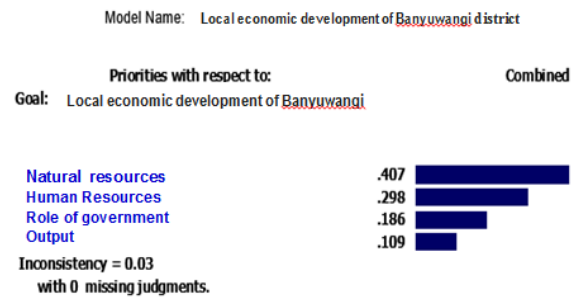 Model Name: Local economic development of Banyuwangi district
Priorities with respect to: Combined
Goal: Local economic development of Banyuwangi
Natural resources .407
Human Resources .298
Role of government .186
Output .109
Inconsistency = 0.03
with 0 missing judgments.